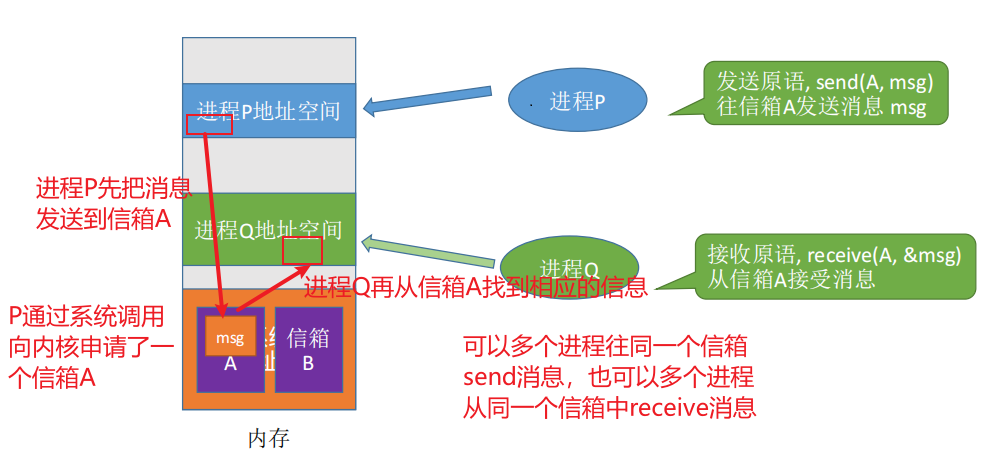 进程P地址空间
进程P
发送原语, send(A, msg)
往信箱A发送消息 msg
进程P先把消息
发送到信箱A
进程Q地址空间
进程Q
接收原语, receive(A, &msg)
从信箱A接受消息
进程Q再从信箱A找到相应的信息
P通过系统调用
向内核申请了一
个信箱A
msg
A
信箱
B
可以多个进程往同一个信箱
send消息，也可以多个进程
从同一个信箱中receive消息
内存